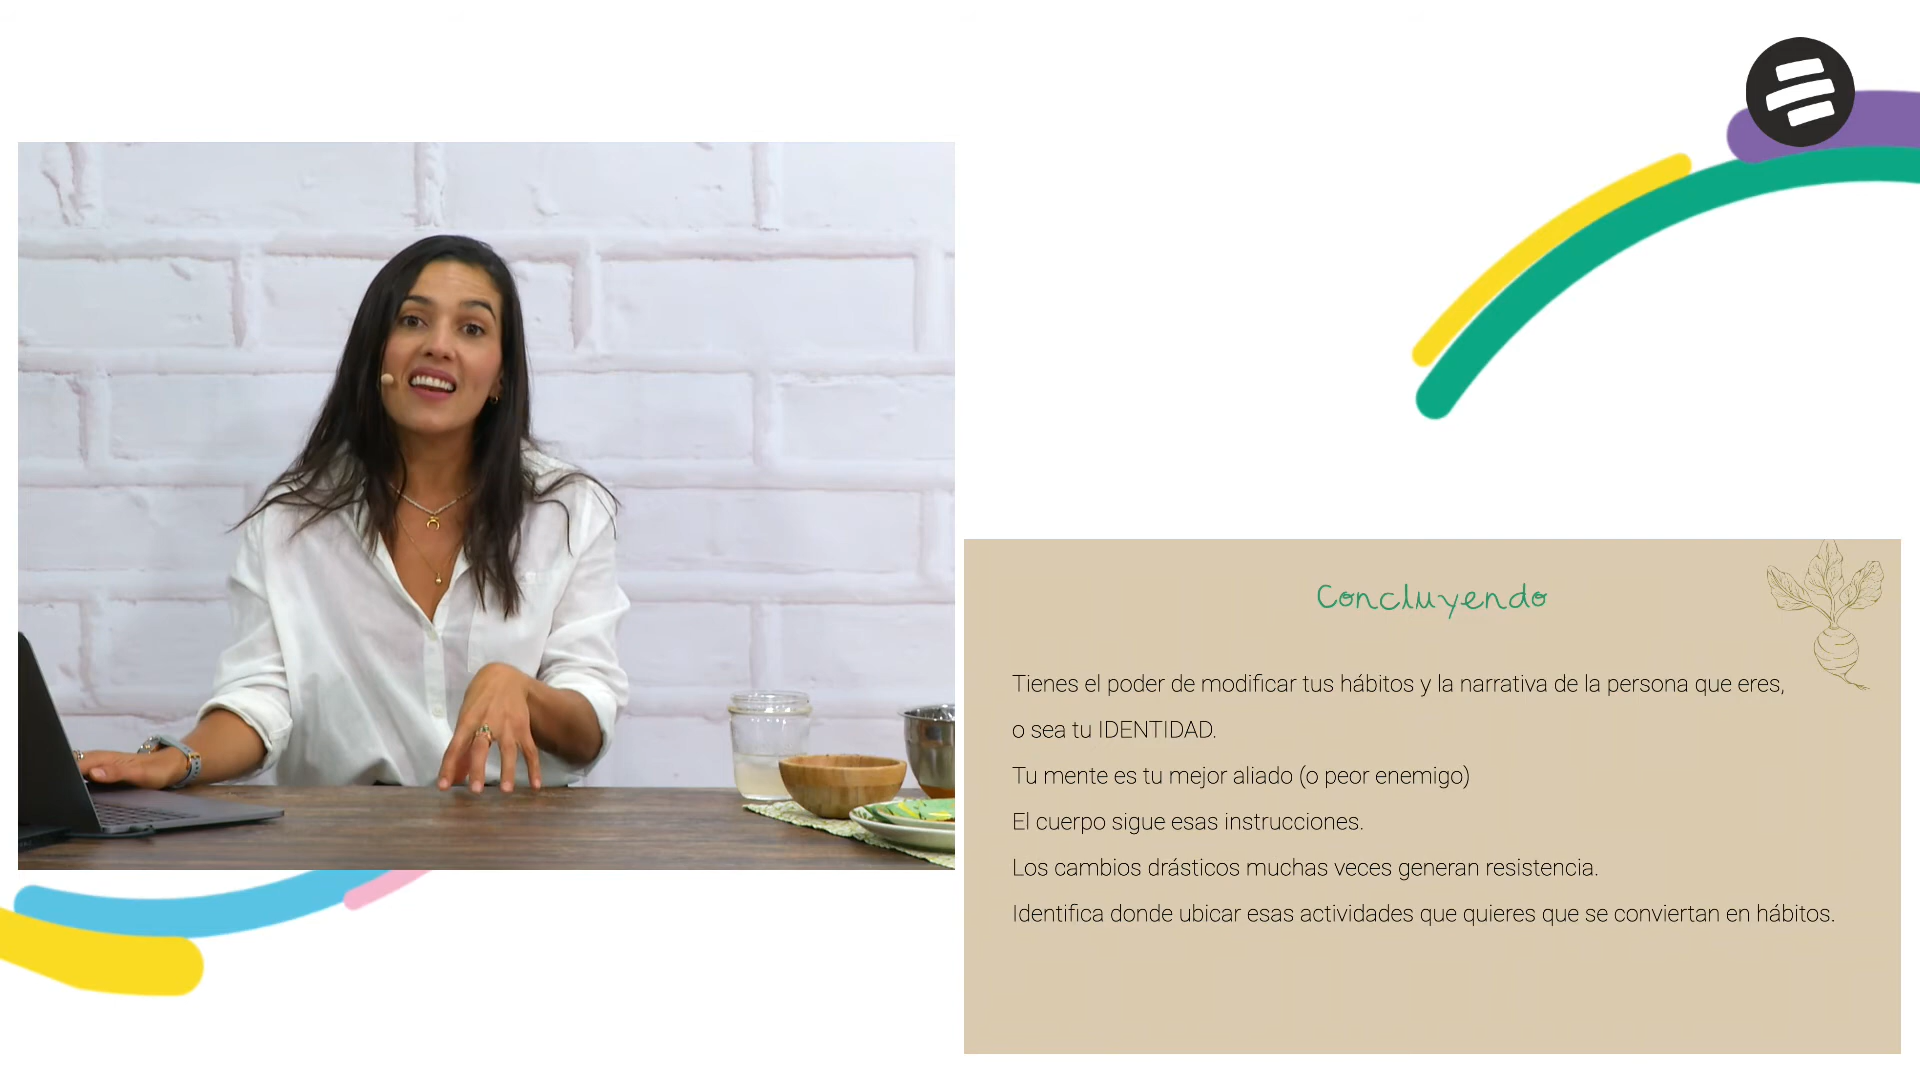 Concluyendo
Tienes el poder de modificar tus hábitos y la narrativa de la persona que eres,
o sea tu IDENTIDAD.
Tu mente es tu mejor aliado (o peor enemigo)
El cuerpo sigue esas instrucciones.
Los cambios drásticos muchas veces generan resistencia.
Identifica donde ubicar esas actividades que quieres que se conviertan en hábitos.